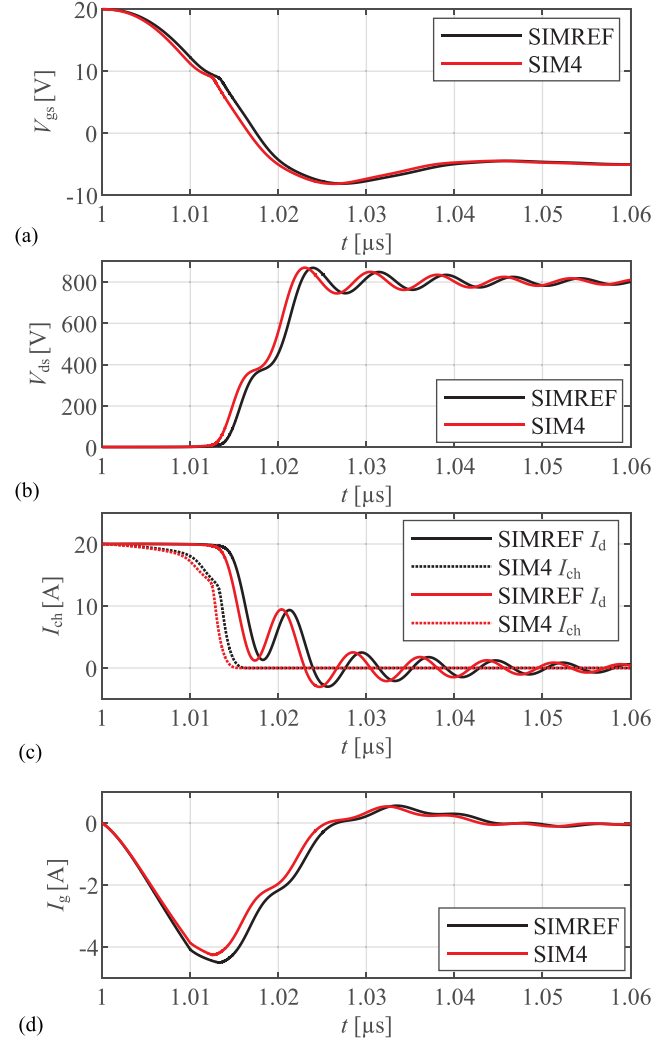 20
10
0
-10
V_gs [V]
SIMREF
SIM4
1
1.01
1.02
1.03
1.04
1.05
1.06
t [µs]
(a)
800
600
400
200
0
V_ds [V]
SIMREF
SIM4
1
1.01
1.02
1.03
1.04
1.05
1.06
t [µs]
(b)
20
10
0
I_ch [A]
SIMREF I_d
SIM4 I_ch
SIMREF I_d
SIM4 I_ch
1
1.01
1.02
1.03
1.04
1.05
1.06
t [µs]
(c)
0
-2
-4
I_g [A]
SIMREF
SIM4
1
1.01
1.02
1.03
1.04
1.05
1.06
t [µs]
(d)